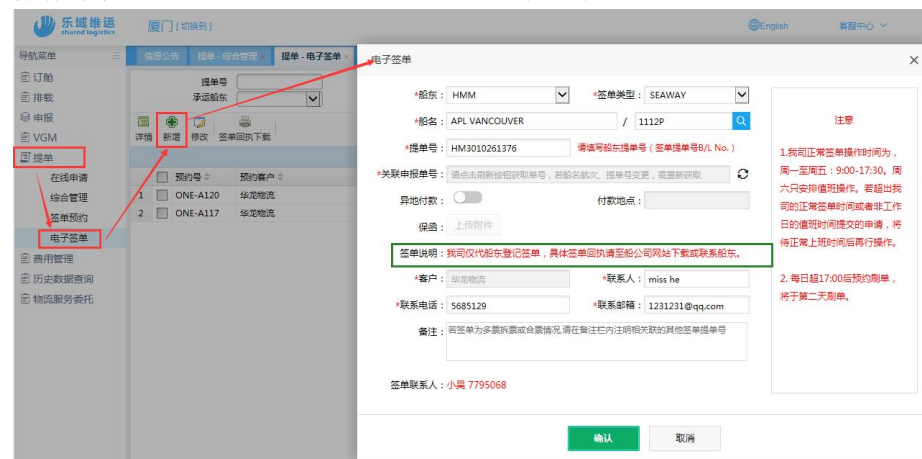 乐域维运
shared logistics
厦门 [切换到]
English
客服中心
导航菜单
信息公告
提单 - 综合管理
提单 - 电子签单
订舱
排载
申报
VGM
提单
在线申请
综合管理
签单预约
电子签单
费用管理
历史数据查询
物流服务委托
提单号
承运船东
详情 新增 修改 签单回执下载
预约号 预约客户
1 ONE-A120 华龙物流
2 ONE-A117 华龙物流
电子签单
*船东： HMM *签单类型： SEAWAY
*船名： APL VANCOUVER / 1112P
*提单号： HM3010261376 请填写船东提单号（签单提单号B/L No.）
*关联申报单号： 请点击刷新按钮获取单号，若船名航次、提单号变更，需重新获取
异地付款： 付款地点：
保函： 上传附件
签单说明：我司仅代船东登记签单，具体签单回执请至船公司网站下载或联系船东。
*客户： 华龙物流 *联系人： miss he
*联系电话： 5685129 *联系邮箱： 1231231@qq.com
备注： 若签单为多票拆票或合票情况,请在备注栏内注明相关联的其他签单提单号
签单联系人：小昊 7795068
确认 取消
注意
1.我司正常签单操作时间为，
周一至周五：9:00-17:30。周
六只安排值班操作。若超出我
司的正常签单时间或者非工作
日的值班时间提交的申请，将
待正常上班时间后再行操作。
2. 每日超17:00后预约刷单，
将于第二天刷单。